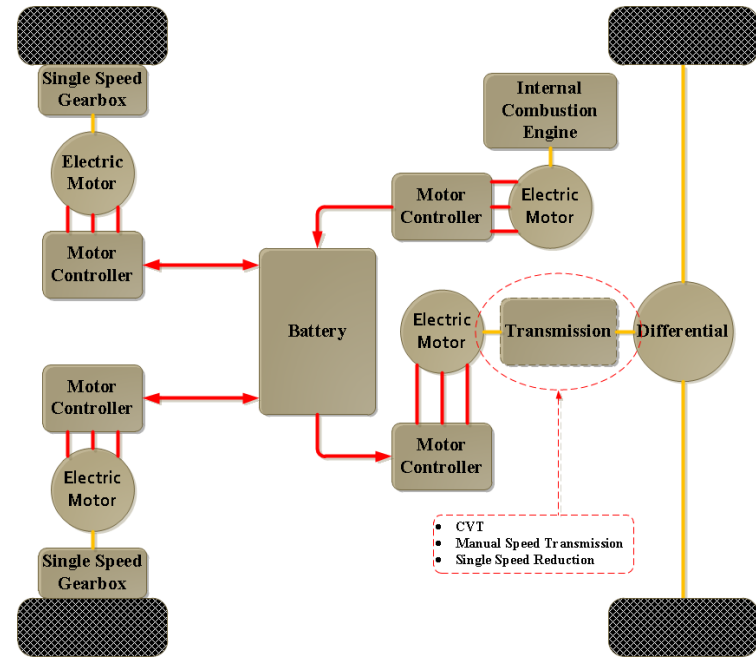 Single Speed
Gearbox
Electric
Motor
Motor
Controller
Internal
Combustion
Engine
Motor
Controller
Electric
Motor
Battery
Electric
Motor
Transmission
Differential
Motor
Controller
Motor
Controller
Electric
Motor
Single Speed
Gearbox
• CVT
• Manual Speed Transmission
• Single Speed Reduction